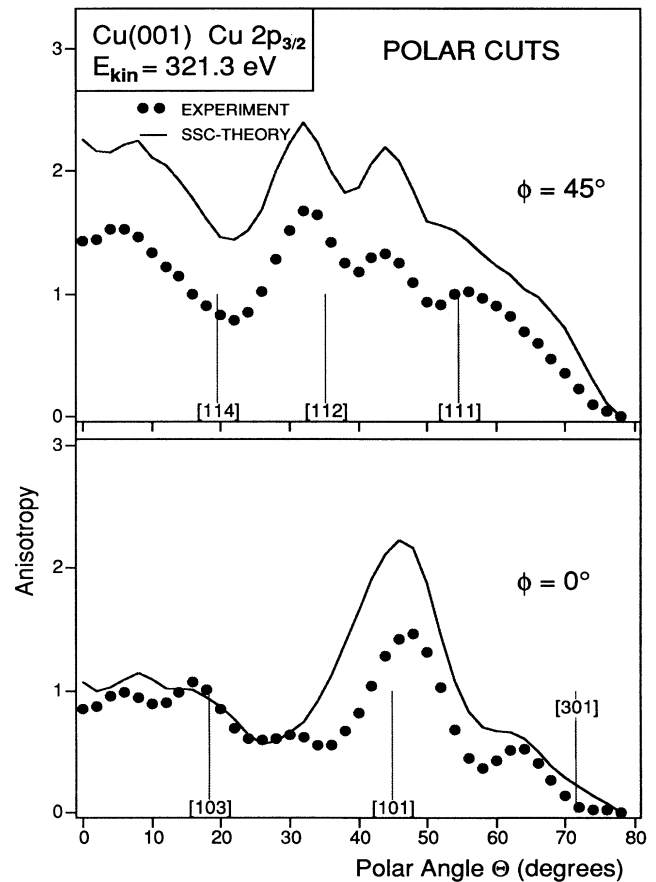 Cu(001) Cu 2p3/2
Ekin = 321.3 eV
POLAR CUTS
EXPERIMENT
SSC-THEORY
ϕ = 45°
3
2
1
0
[114]
[112]
[111]
3
2
1
0
Anisotropy
ϕ = 0°
[301]
[103]
[101]
0 10 20 30 40 50 60 70 80
Polar Angle Θ (degrees)